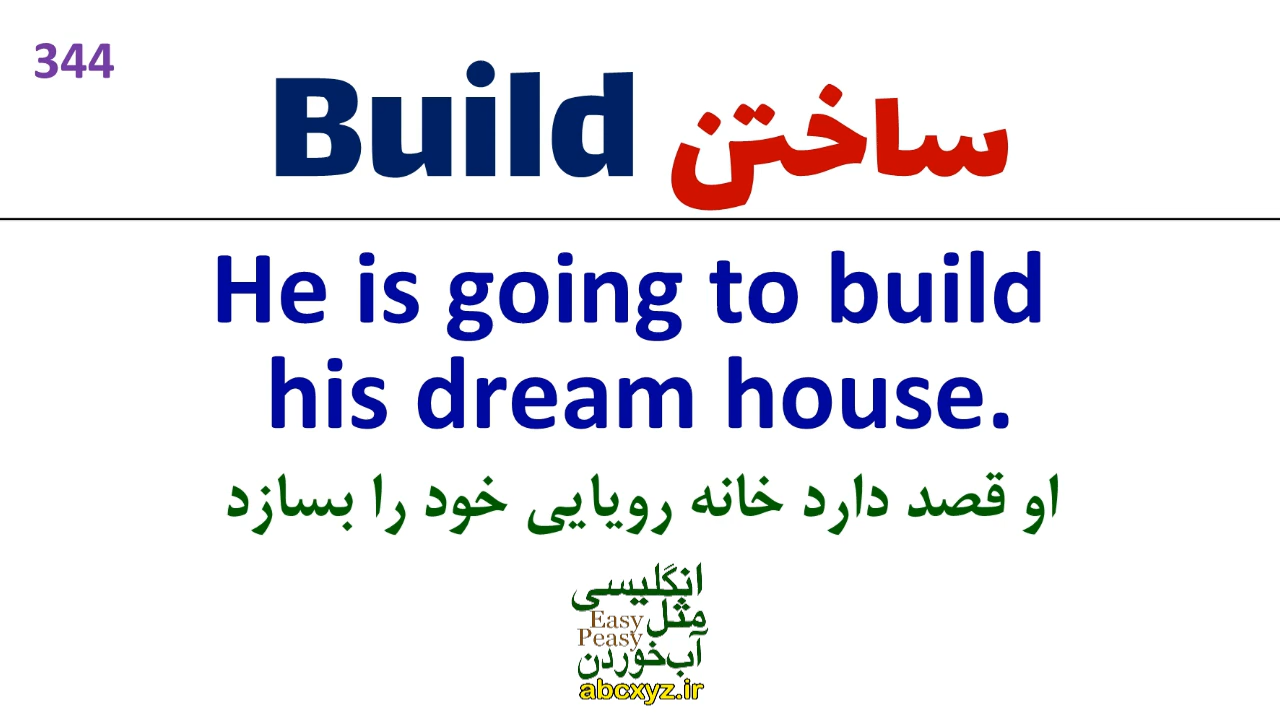 344
Build ساختن
He is going to build
his dream house.
او قصد دارد خانه رویایی خود را بسازد
انگلیسی
مثل
Easy
Peasy
آب‌خوردن
abcxyz.ir